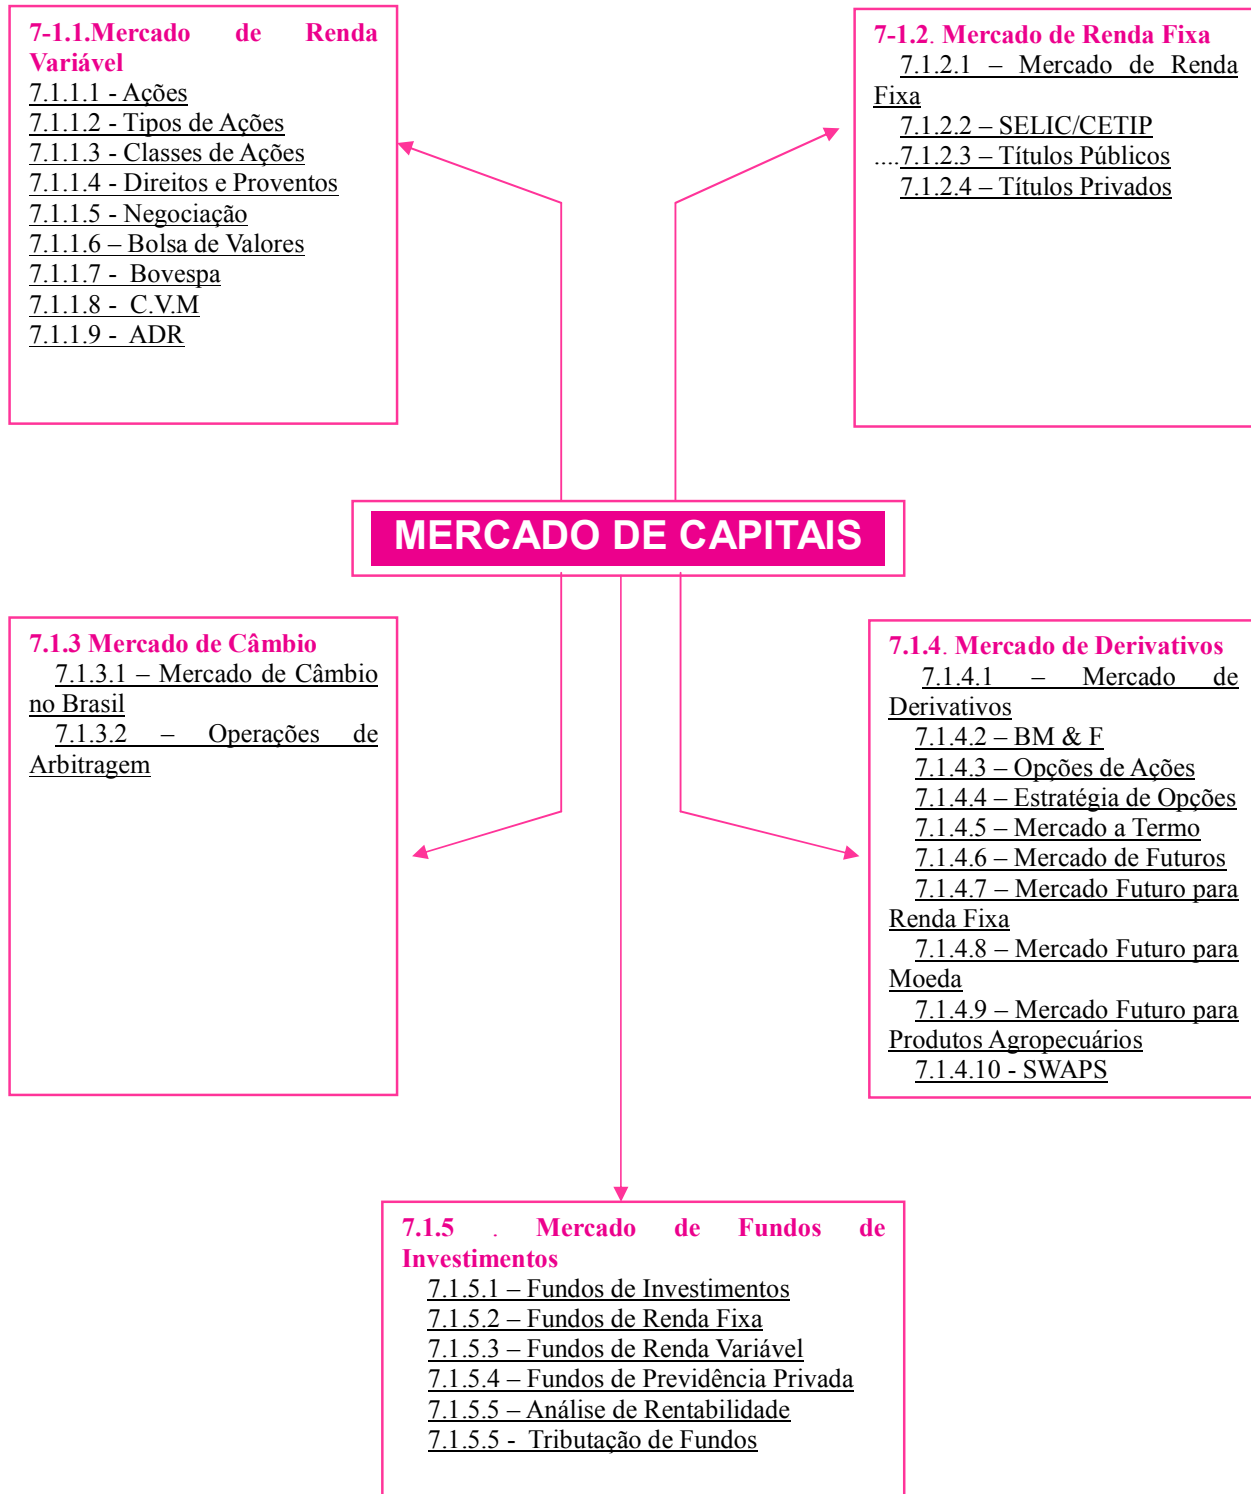 7-1.1.Mercado de Renda
Variável
7.1.1.1 - Ações
7.1.1.2 - Tipos de Ações
7.1.1.3 - Classes de Ações
7.1.1.4 - Direitos e Proventos
7.1.1.5 - Negociação
7.1.1.6 – Bolsa de Valores
7.1.1.7 - Bovespa
7.1.1.8 - C.V.M
7.1.1.9 - ADR
7-1.2. Mercado de Renda Fixa
7.1.2.1 – Mercado de Renda
Fixa
7.1.2.2 – SELIC/CETIP
....7.1.2.3 – Títulos Públicos
7.1.2.4 – Títulos Privados
MERCADO DE CAPITAIS
7.1.3 Mercado de Câmbio
7.1.3.1 – Mercado de Câmbio
no Brasil
7.1.3.2 – Operações de
Arbitragem
7.1.4. Mercado de Derivativos
7.1.4.1 – Mercado de
Derivativos
7.1.4.2 – BM & F
7.1.4.3 – Opções de Ações
7.1.4.4 – Estratégia de Opções
7.1.4.5 – Mercado a Termo
7.1.4.6 – Mercado de Futuros
7.1.4.7 – Mercado Futuro para
Renda Fixa
7.1.4.8 – Mercado Futuro para
Moeda
7.1.4.9 – Mercado Futuro para
Produtos Agropecuários
7.1.4.10 - SWAPS
7.1.5 . Mercado de Fundos de
Investimentos
7.1.5.1 – Fundos de Investimentos
7.1.5.2 – Fundos de Renda Fixa
7.1.5.3 – Fundos de Renda Variável
7.1.5.4 – Fundos de Previdência Privada
7.1.5.5 – Análise de Rentabilidade
7.1.5.5 - Tributação de Fundos